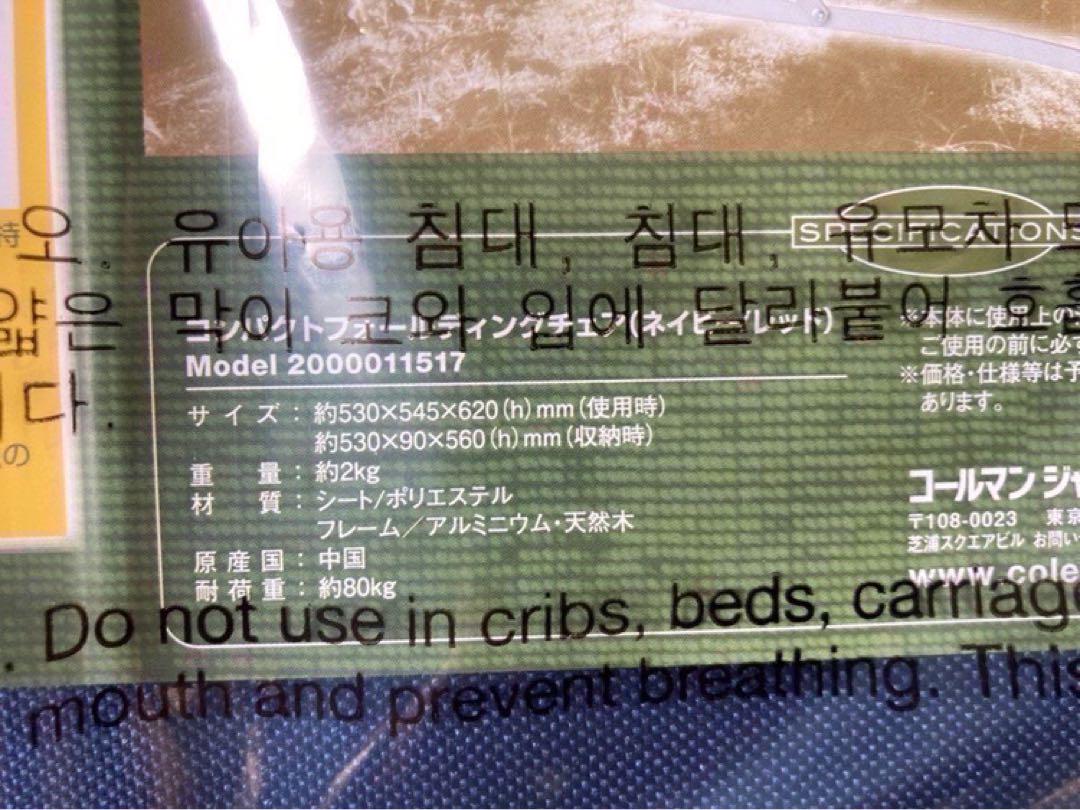 오. 유아용 침대, 침대, 유모차 또
얇은 막이 코와 입에 달라붙어 호흡
니다.
持
の
SPECIFICATIONS
コンパクトフォールディングチェア(ネイビー/レッド)
Model 2000011517
サイズ：約530×545×620(h)mm(使用時)
約530×90×560(h)mm(収納時)
重量：約2kg
材質：シート/ポリエステル
フレーム／アルミニウム・天然木
原産国：中国
耐荷重：約80kg
※本体に使用上の
ご使用の前に必ず
※価格・仕様等は予
あります。
コールマン ジャ
〒108-0023 東京
芝浦スクエアビル お問い
www.cole
. Do not use in cribs, beds, carriage
mouth and prevent breathing. This